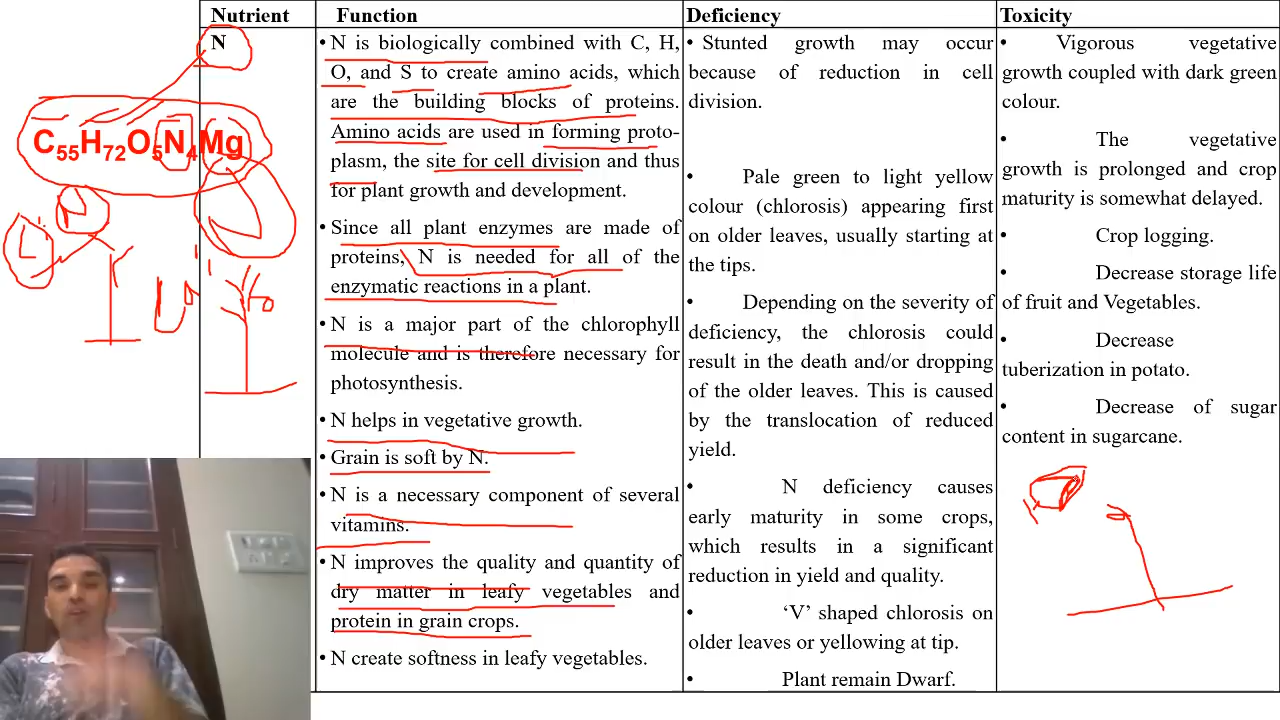 Nutrient
Function
Deficiency
Toxicity
N
C55H72O5N4Mg
• N is biologically combined with C, H,
O, and S to create amino acids, which
are the building blocks of proteins.
Amino acids are used in forming proto-
plasm, the site for cell division and thus
for plant growth and development.
• Since all plant enzymes are made of
proteins, N is needed for all of the
enzymatic reactions in a plant.
• N is a major part of the chlorophyll
molecule and is therefore necessary for
photosynthesis.
• N helps in vegetative growth.
• Grain is soft by N.
• N is a necessary component of several
vitamins.
• N improves the quality and quantity of
dry matter in leafy vegetables and
protein in grain crops.
• N create softness in leafy vegetables.
• Stunted growth may occur
because of reduction in cell
division.
• Pale green to light yellow
colour (chlorosis) appearing first
on older leaves, usually starting at
the tips.
• Depending on the severity of
deficiency, the chlorosis could
result in the death and/or dropping
of the older leaves. This is caused
by the translocation of reduced
yield.
• N deficiency causes
early maturity in some crops,
which results in a significant
reduction in yield and quality.
• ‘V’ shaped chlorosis on
older leaves or yellowing at tip.
• Plant remain Dwarf.
• Vigorous vegetative
growth coupled with dark green
colour.
• The vegetative
growth is prolonged and crop
maturity is somewhat delayed.
• Crop logging.
• Decrease storage life
of fruit and Vegetables.
• Decrease
tuberization in potato.
• Decrease of sugar
content in sugarcane.